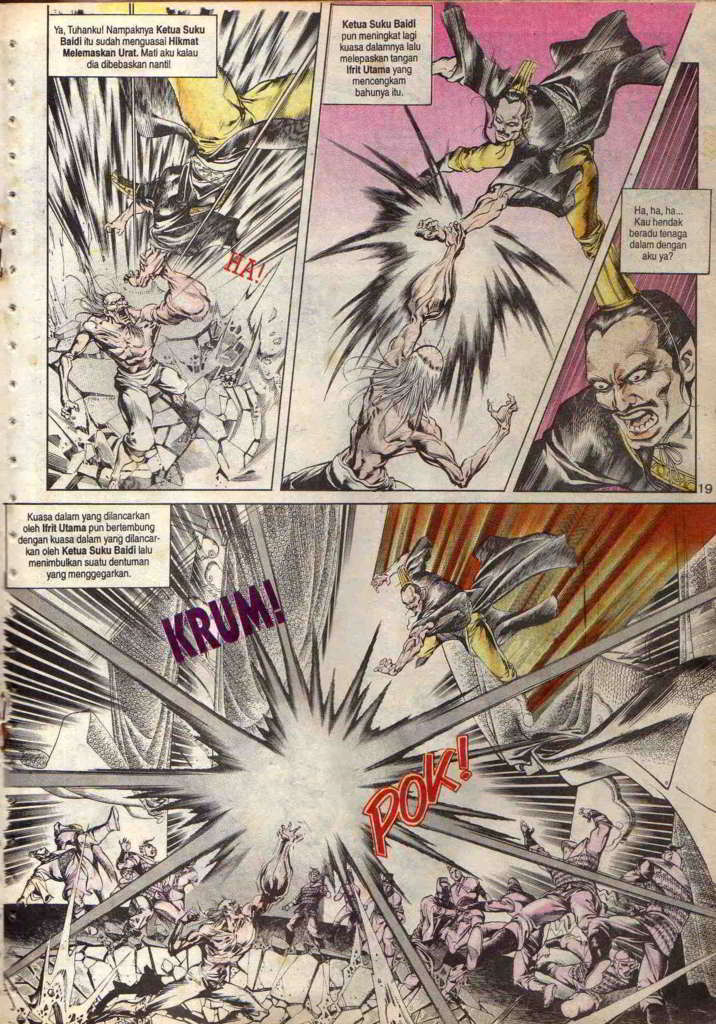 Ya, Tuhanku! Nampaknya Ketua Suku
Baidi itu sudah menguasai Hikmat
Melemaskan Urat. Mati aku kalau
dia dibebaskan nanti!
HA!
Ketua Suku Baidi
pun meningkat lagi
kuasa dalamnya lalu
melepaskan tangan
Ifrit Utama yang
mencengkam
bahunya itu.
Ha, ha, ha...
Kau hendak
beradu tenaga
dalam dengan
aku ya?
19
Kuasa dalam yang dilancarkan
oleh Ifrit Utama pun bertembung
dengan kuasa dalam yang dilancar-
kan oleh Ketua Suku Baidi lalu
menimbulkan suatu dentuman
yang menggegarkan.
KRUM!
POK!